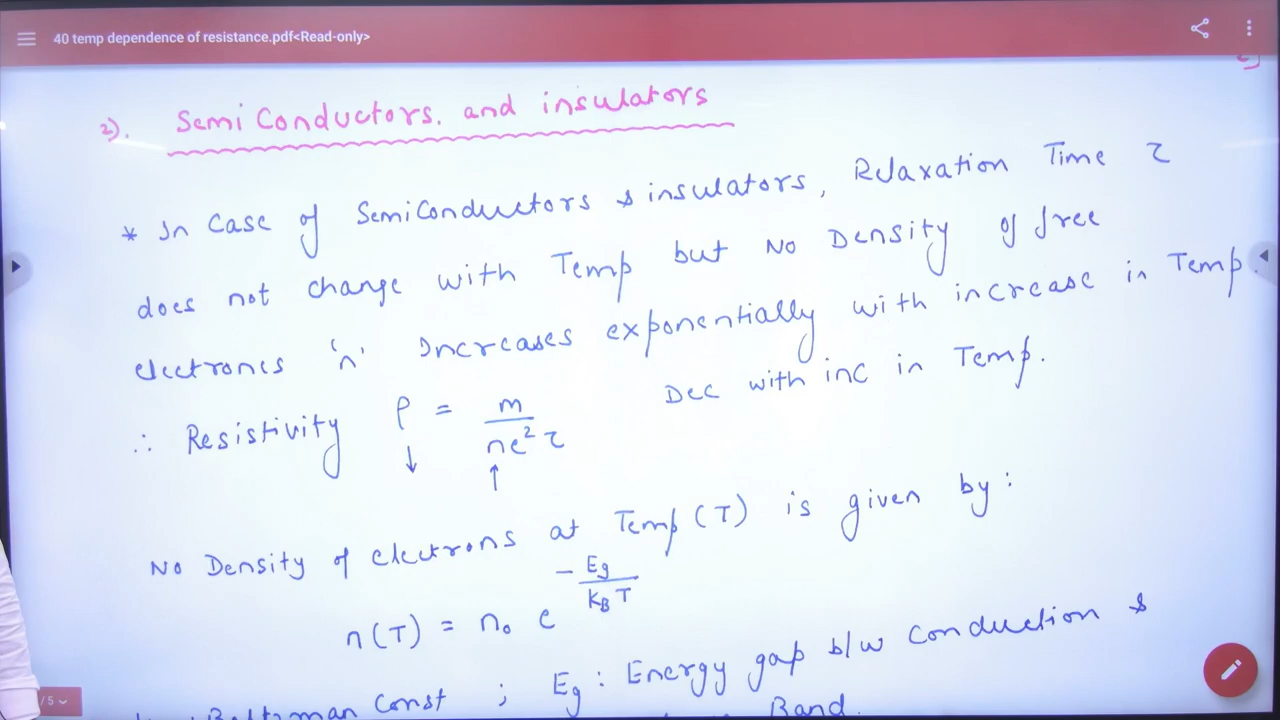 40 temp dependence of resistance.pdf<Read-only>
2). Semi Conductors. and insulators
* In Case of SemiConductors & insulators, Relaxation Time τ
does not change with Temp but No Density of free
electrones 'n' Increases exponentially with increase in Temp.
∴ Resistivity ρ = m/ne²τ Dec with inc in Temp.
↓ ↑
No Density of electrons at Temp (T) is given by:
n(T) = n₀ e^(-Eg/k_B T)
Const ; Eg : Energy gap b/w conduction &
Band.
/5